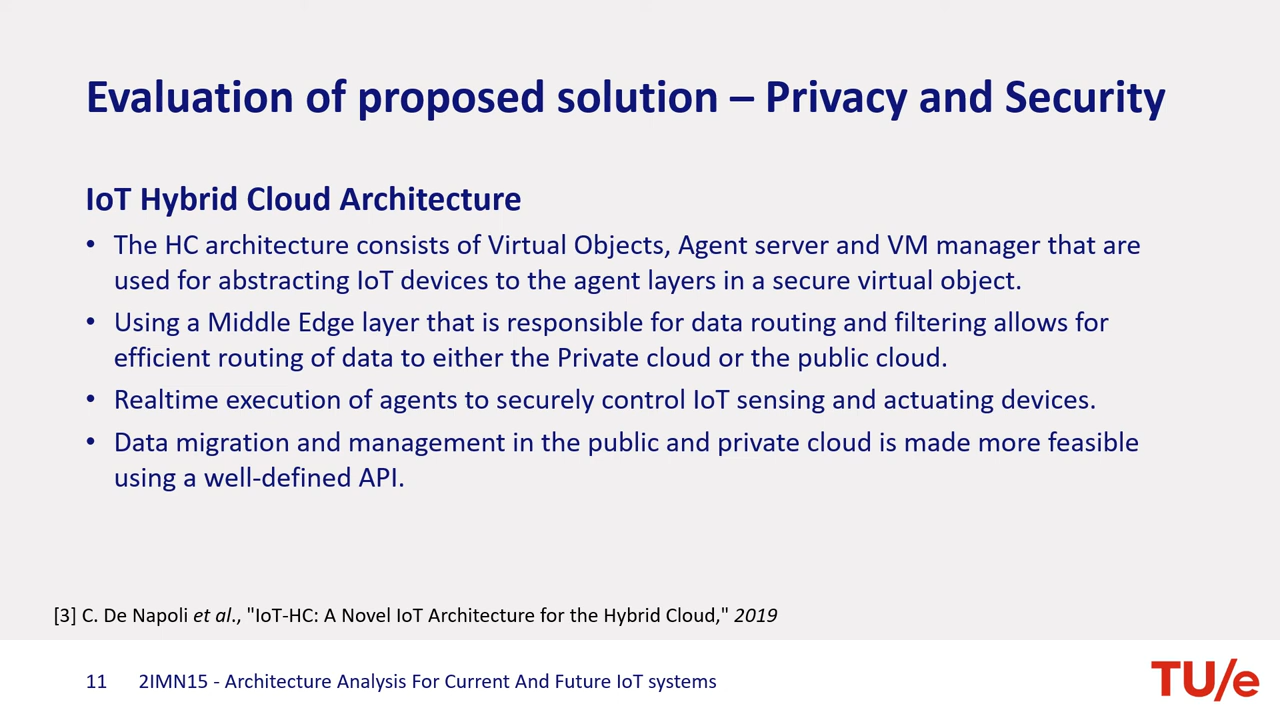 Evaluation of proposed solution – Privacy and Security
IoT Hybrid Cloud Architecture
• The HC architecture consists of Virtual Objects, Agent server and VM manager that are
used for abstracting IoT devices to the agent layers in a secure virtual object.
• Using a Middle Edge layer that is responsible for data routing and filtering allows for
efficient routing of data to either the Private cloud or the public cloud.
• Realtime execution of agents to securely control IoT sensing and actuating devices.
• Data migration and management in the public and private cloud is made more feasible
using a well-defined API.
[3] C. De Napoli et al., "IoT-HC: A Novel IoT Architecture for the Hybrid Cloud," 2019
11 2IMN15 - Architecture Analysis For Current And Future IoT systems
TU/e